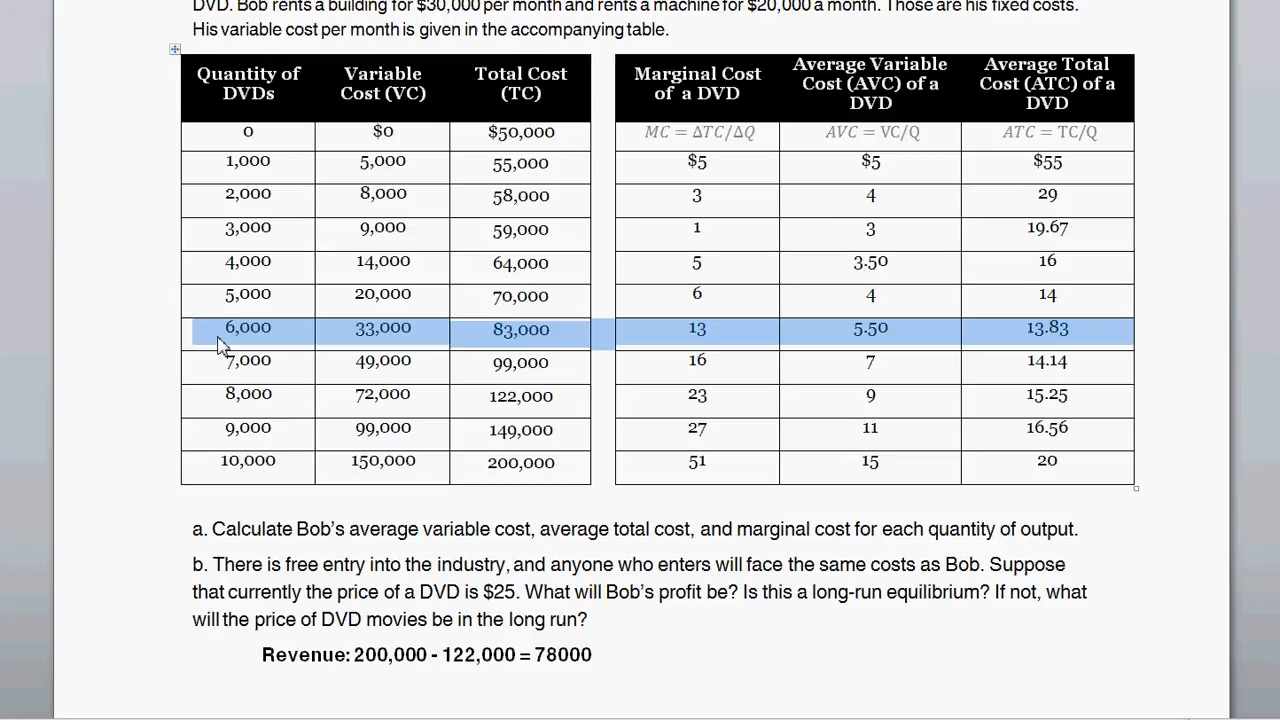 DVD. Bob rents a building for $30,000 per month and rents a machine for $20,000 a month. Those are his fixed costs.
His variable cost per month is given in the accompanying table.
Quantity of DVDs | Variable Cost (VC) | Total Cost (TC) | Marginal Cost of a DVD | Average Variable Cost (AVC) of a DVD | Average Total Cost (ATC) of a DVD
0 | $0 | $50,000 | MC = ΔTC/ΔQ | AVC = VC/Q | ATC = TC/Q
1,000 | 5,000 | 55,000 | $5 | $5 | $55
2,000 | 8,000 | 58,000 | 3 | 4 | 29
3,000 | 9,000 | 59,000 | 1 | 3 | 19.67
4,000 | 14,000 | 64,000 | 5 | 3.50 | 16
5,000 | 20,000 | 70,000 | 6 | 4 | 14
6,000 | 33,000 | 83,000 | 13 | 5.50 | 13.83
7,000 | 49,000 | 99,000 | 16 | 7 | 14.14
8,000 | 72,000 | 122,000 | 23 | 9 | 15.25
9,000 | 99,000 | 149,000 | 27 | 11 | 16.56
10,000 | 150,000 | 200,000 | 51 | 15 | 20
a. Calculate Bob's average variable cost, average total cost, and marginal cost for each quantity of output.
b. There is free entry into the industry, and anyone who enters will face the same costs as Bob. Suppose
that currently the price of a DVD is $25. What will Bob's profit be? Is this a long-run equilibrium? If not, what
will the price of DVD movies be in the long run?
Revenue: 200,000 - 122,000 = 78000